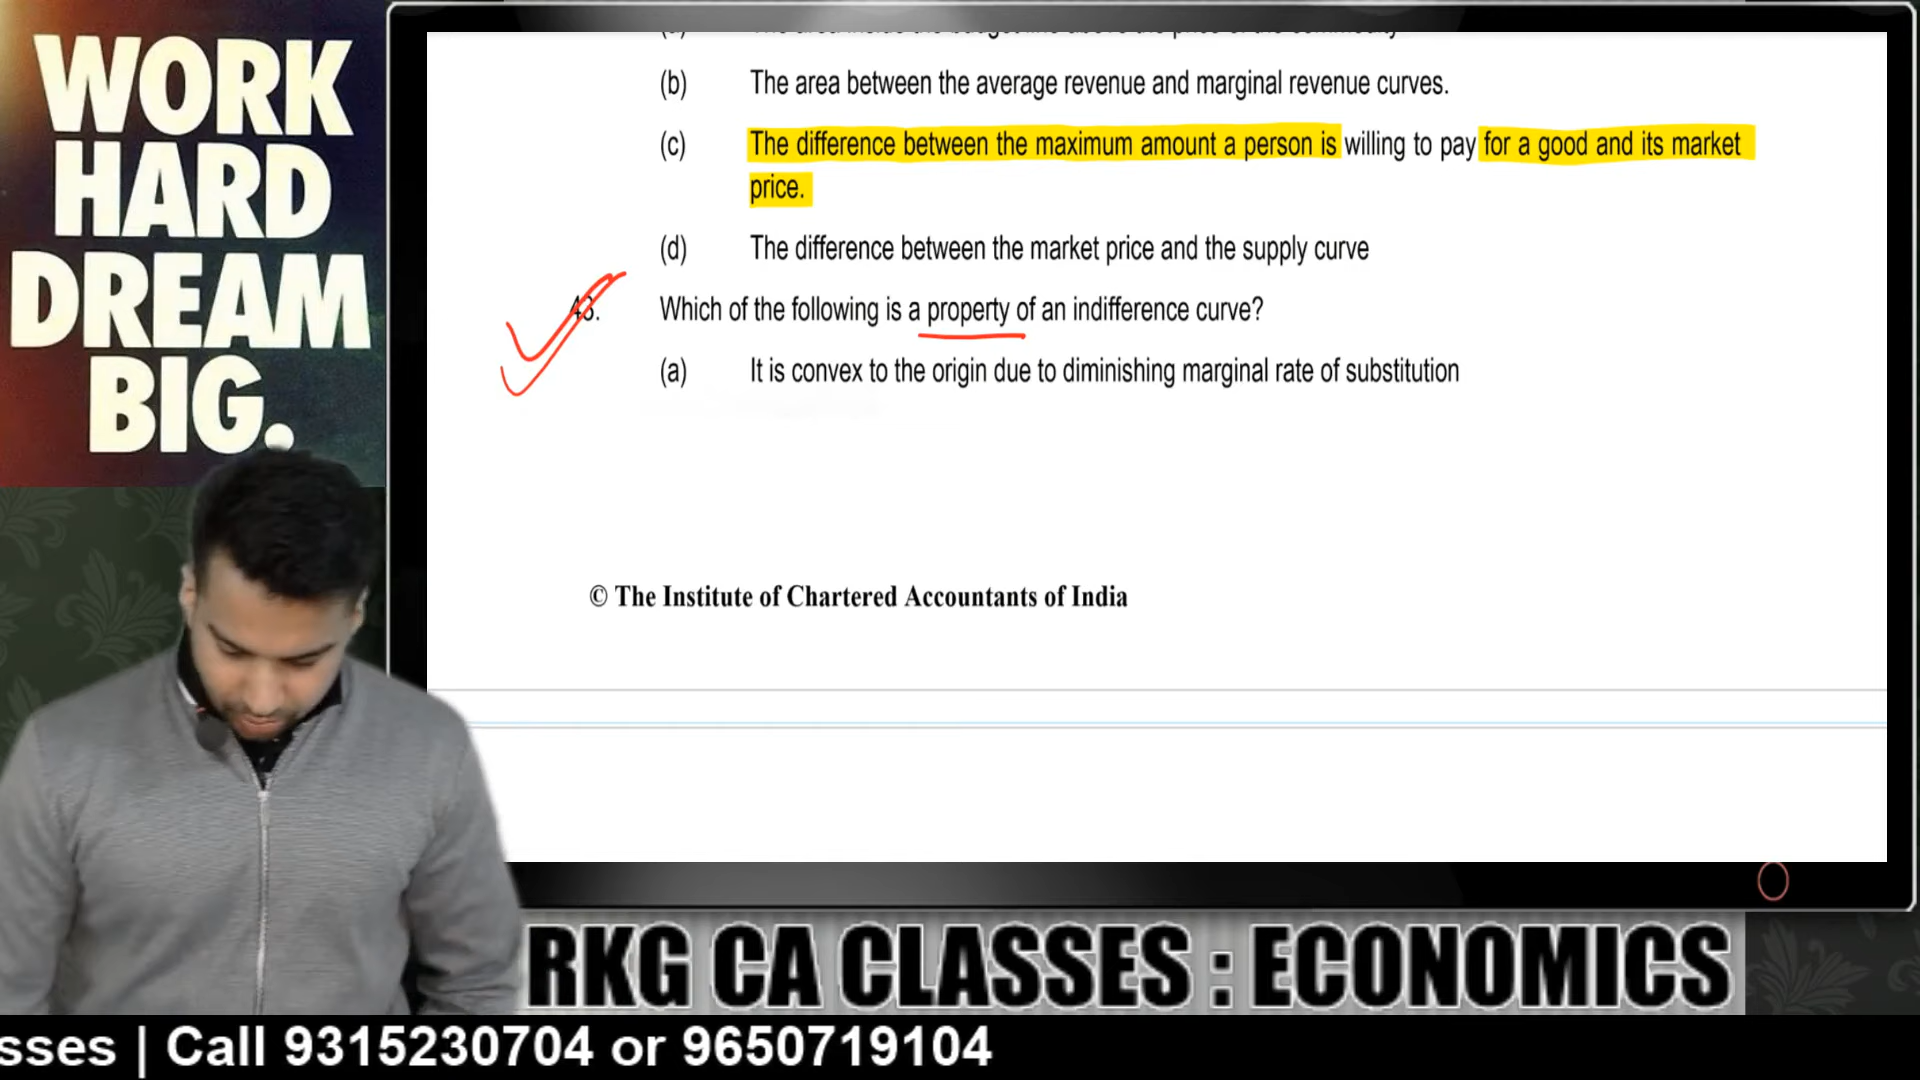 WORK
HARD
DREAM
BIG.
(b) The area between the average revenue and marginal revenue curves.
(c) The difference between the maximum amount a person is willing to pay for a good and its market
price.
(d) The difference between the market price and the supply curve
43. Which of the following is a property of an indifference curve?
(a) It is convex to the origin due to diminishing marginal rate of substitution
© The Institute of Chartered Accountants of India
RKG CA CLASSES : ECONOMICS
sses | Call 9315230704 or 9650719104